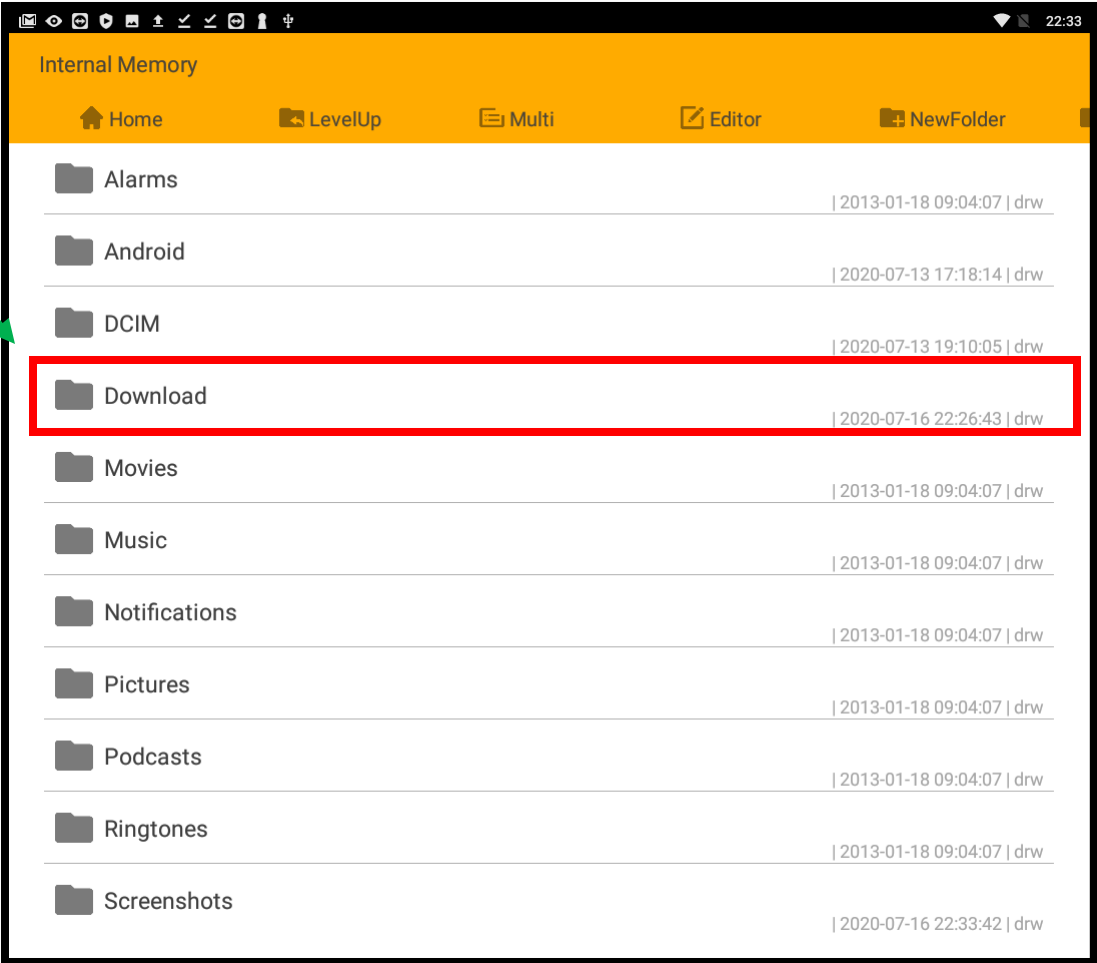 22:33
Internal Memory
Home LevelUp Multi Editor NewFolder
Alarms
| 2013-01-18 09:04:07 | drw
Android
| 2020-07-13 17:18:14 | drw
DCIM
| 2020-07-13 19:10:05 | drw
Download
| 2020-07-16 22:26:43 | drw
Movies
| 2013-01-18 09:04:07 | drw
Music
| 2013-01-18 09:04:07 | drw
Notifications
| 2013-01-18 09:04:07 | drw
Pictures
| 2013-01-18 09:04:07 | drw
Podcasts
| 2013-01-18 09:04:07 | drw
Ringtones
| 2013-01-18 09:04:07 | drw
Screenshots
| 2020-07-16 22:33:42 | drw